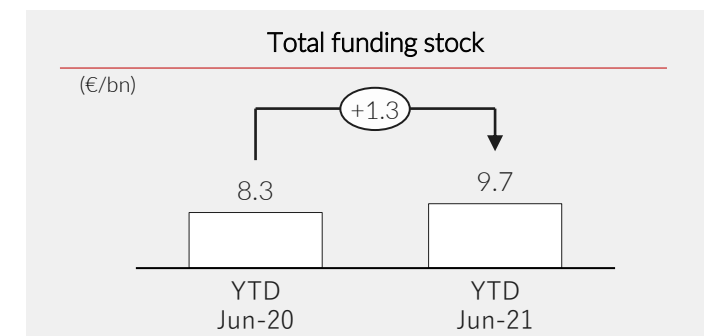 Total funding stock
(€/bn)
+1.3
8.3
9.7
YTD
Jun-20
YTD
Jun-21